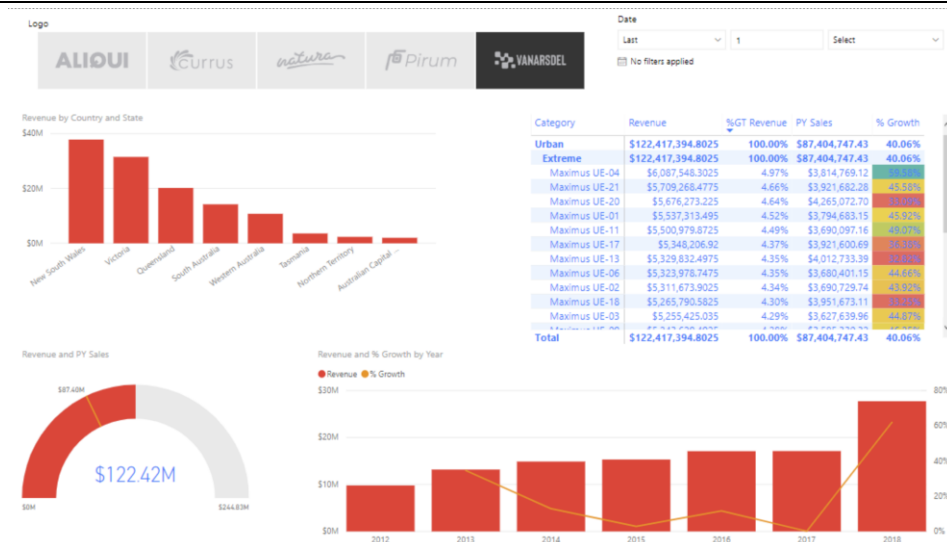 Logo
ALIQUI
Currus
natura
Pirum
VANARSDEL
Date
Last
1
Select
No filters applied
Revenue by Country and State
$40M
$20M
$0M
New South Wales
Victoria
Queensland
South Australia
Western Australia
Tasmania
Northern Territory
Australian Capital ...
Category Revenue %GT Revenue PY Sales % Growth
Urban $122,417,394.8025 100.00% $87,404,747.43 40.06%
Extreme $122,417,394.8025 100.00% $87,404,747.43 40.06%
Maximus UE-04 $6,087,548.3025 4.97% $3,814,769.12 59.58%
Maximus UE-21 $5,709,268.4775 4.66% $3,921,682.28 45.58%
Maximus UE-20 $5,676,273.225 4.64% $4,265,072.70 33.09%
Maximus UE-01 $5,537,313.495 4.52% $3,794,683.15 45.92%
Maximus UE-11 $5,500,979.8725 4.49% $3,690,097.16 49.07%
Maximus UE-17 $5,348,206.92 4.37% $3,921,600.69 36.38%
Maximus UE-13 $5,329,832.4975 4.35% $4,012,733.39 32.82%
Maximus UE-06 $5,323,978.7475 4.35% $3,680,401.15 44.66%
Maximus UE-02 $5,311,673.9025 4.34% $3,690,729.74 43.92%
Maximus UE-18 $5,265,790.5825 4.30% $3,951,673.11 33.25%
Maximus UE-03 $5,255,425.035 4.29% $3,627,639.96 44.87%
Total $122,417,394.8025 100.00% $87,404,747.43 40.06%
Revenue and PY Sales
$87.40M
$122.42M
$0M
$244.83M
Revenue and % Growth by Year
Revenue % Growth
$30M
$20M
$10M
$0M
80%
60%
40%
20%
0%
2012 2013 2014 2015 2016 2017 2018